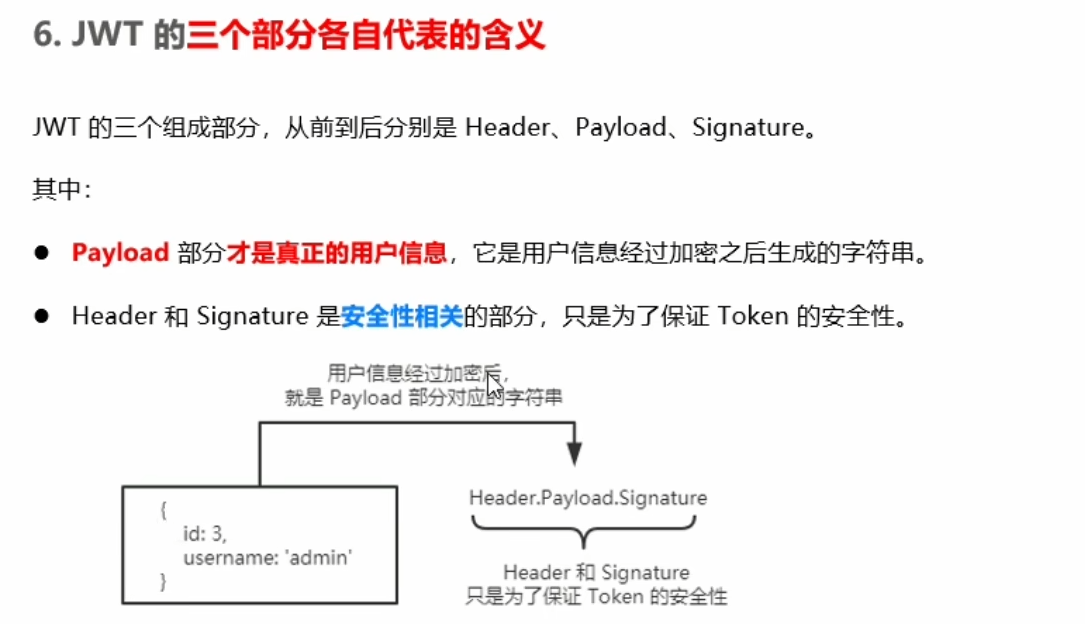 6. JWT 的三个部分各自代表的含义
JWT 的三个组成部分，从前到后分别是 Header、Payload、Signature。
其中：
● Payload 部分才是真正的用户信息，它是用户信息经过加密之后生成的字符串。
● Header 和 Signature 是安全性相关的部分，只是为了保证 Token 的安全性。
用户信息经过加密后，
就是 Payload 部分对应的字符串
{
id: 3,
username: 'admin'
}
Header.Payload.Signature
Header 和 Signature
只是为了保证 Token 的安全性